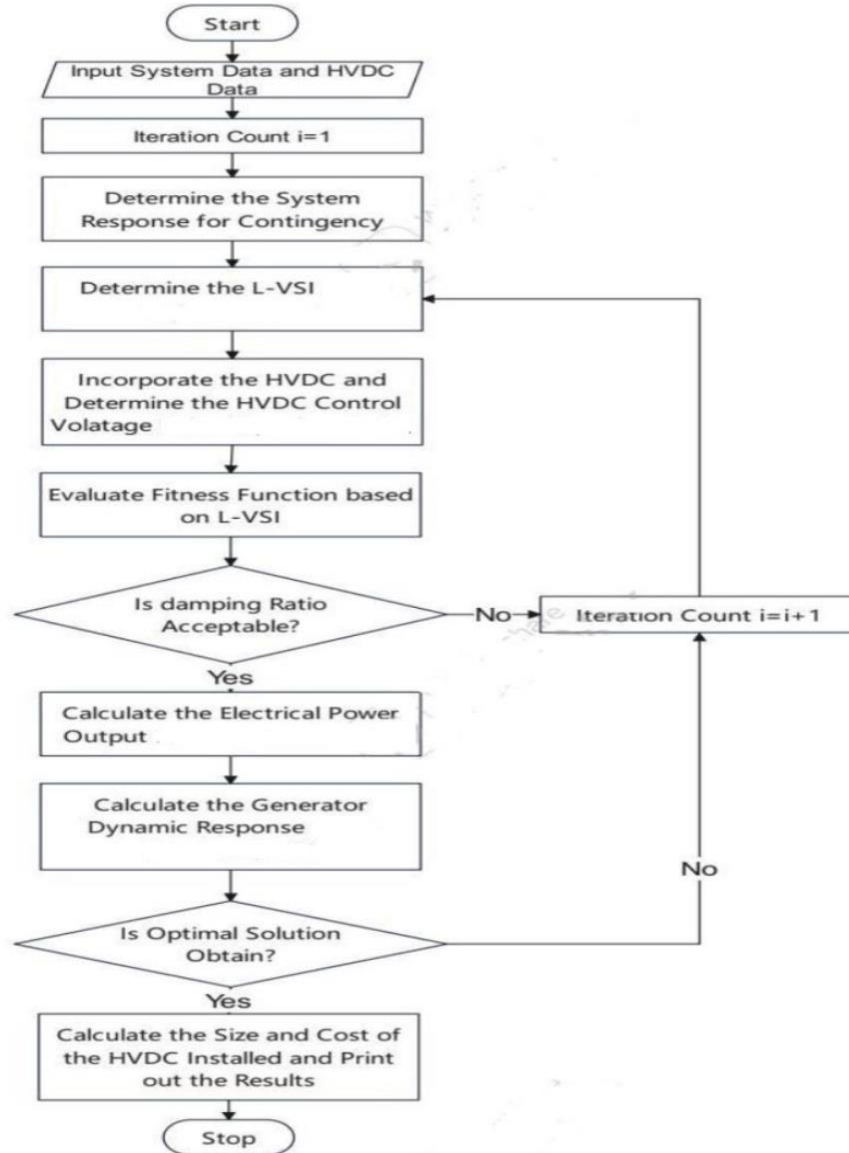 Start
Input System Data and HVDC
Data
Iteration Count i=1
Determine the System
Response for Contingency
Determine the L-VSI
Incorporate the HVDC and
Determine the HVDC Control
Volatage
Evaluate Fitness Function based
on L-VSI
Is damping Ratio
Acceptable?
No
Iteration Count i=i+1
Yes
Calculate the Electrical Power
Output
Calculate the Generator
Dynamic Response
No
Is Optimal Solution
Obtain?
Yes
Calculate the Size and Cost of
the HVDC Installed and Print
out the Results
Stop